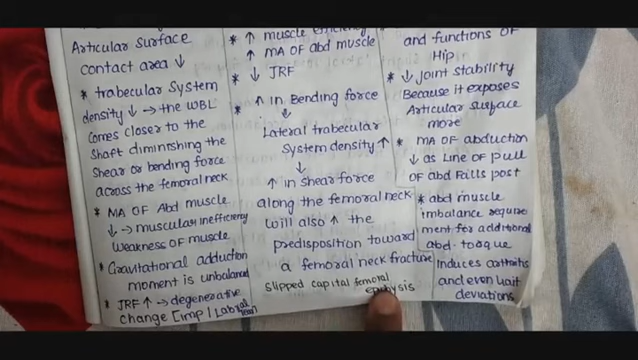 Articular surface
contact area ↓
* trabecular system
density ↓ → the WBL
comes closer to the
shaft diminishing the
shear or bending force
across the femoral neck
* MA OF Abd muscle
↓ → muscular inefficiency
Weakness of muscle
* Gravitational adduction
moment is unbalanced
* JRF ↑ → degenerative
change [imp | Labral
tear]
* ↑ muscle efficiency
↑ MA OF abd muscle
* ↓ JRF
* ↑ in Bending force
↓
Lateral trabecular
System density ↑
↓
↑ in shear force
along the femoral neck
will also ↑ the
predisposition toward
a femoral neck fracture
slipped capital femoral
and functions OF
Hip
* ↓ Joint stability
Because it exposes
Articular surface
more
* MA OF abduction
↓ as Line of pull
OF abd Falls post
* abd muscle
imbalance require
ment for additional
abd. torque
Induces arthritis
and even Gait
deviations